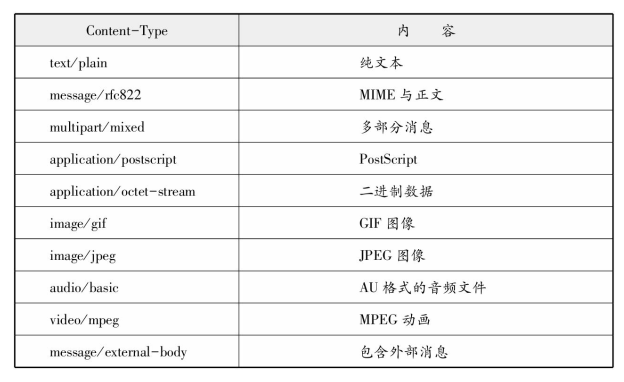 Content-Type 内 容
text/plain 纯文本
message/rfc822 MIME 与正文
multipart/mixed 多部分消息
application/postscript PostScript
application/octet-stream 二进制数据
image/gif GIF 图像
image/jpeg JPEG 图像
audio/basic AU 格式的音频文件
video/mpeg MPEG 动画
message/external-body 包含外部消息